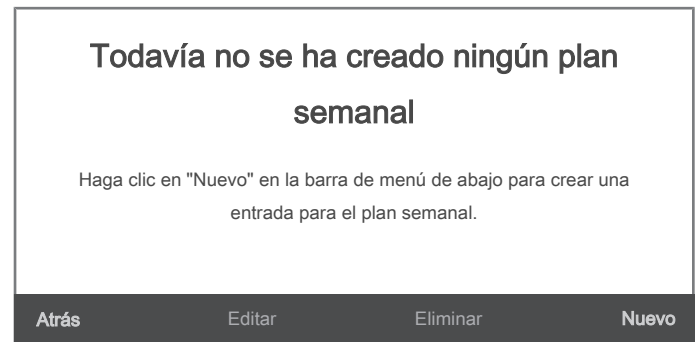 Todavía no se ha creado ningún plan
semanal
Haga clic en "Nuevo" en la barra de menú de abajo para crear una
entrada para el plan semanal.
Atrás Editar Eliminar Nuevo